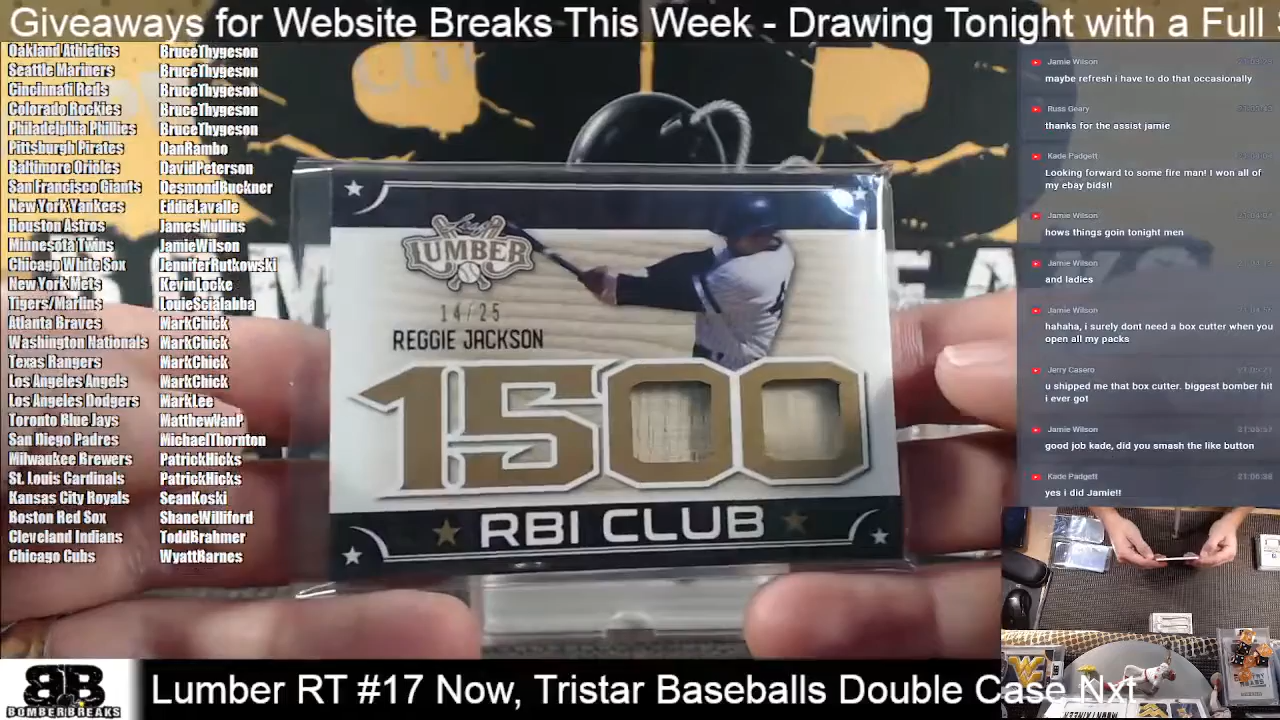 Giveaways for Website Breaks This Week - Drawing Tonight with a Full
Oakland Athletics BruceThygeson
Seattle Mariners BruceThygeson
Cincinnati Reds BruceThygeson
Colorado Rockies BruceThygeson
Philadelphia Phillies BruceThygeson
Pittsburgh Pirates DanRambo
Baltimore Orioles DavidPeterson
San Francisco Giants DesmondBuckner
New York Yankees EddieLavalle
Houston Astros JamesMullins
Minnesota Twins JamieWilson
Chicago White Sox JenniferRutkowski
New York Mets KevinLocke
Tigers/Marlins LouieScialabba
Atlanta Braves MarkChick
Washington Nationals MarkChick
Texas Rangers MarkChick
Los Angeles Angels MarkChick
Los Angeles Dodgers MarkLee
Toronto Blue Jays MatthewVanP
San Diego Padres MichaelThornton
Milwaukee Brewers PatrickHicks
St. Louis Cardinals PatrickHicks
Kansas City Royals SeanKoski
Boston Red Sox ShaneWilliford
Cleveland Indians ToddBrahmer
Chicago Cubs WyattBarnes
Leaf
LUMBER
14/25
REGGIE JACKSON
1500
RBI CLUB
Jamie Wilson
maybe refresh i have to do that occasionally
Russ Geary
thanks for the assist jamie
Kade Padgett
Looking forward to some fire man! I won all of
my ebay bids!!
Jamie Wilson
hows things goin tonight men
Jamie Wilson
and ladies
Jamie Wilson
hahaha, i surely dont need a box cutter when you
open all my packs
Jerry Casero
u shipped me that box cutter. biggest bomber hit
i ever got
Jamie Wilson
good job kade, did you smash the like button
Kade Padgett
yes i did Jamie!!
BB
BOMBERBREAKS
Lumber RT #17 Now, Tristar Baseballs Double Case Nxt